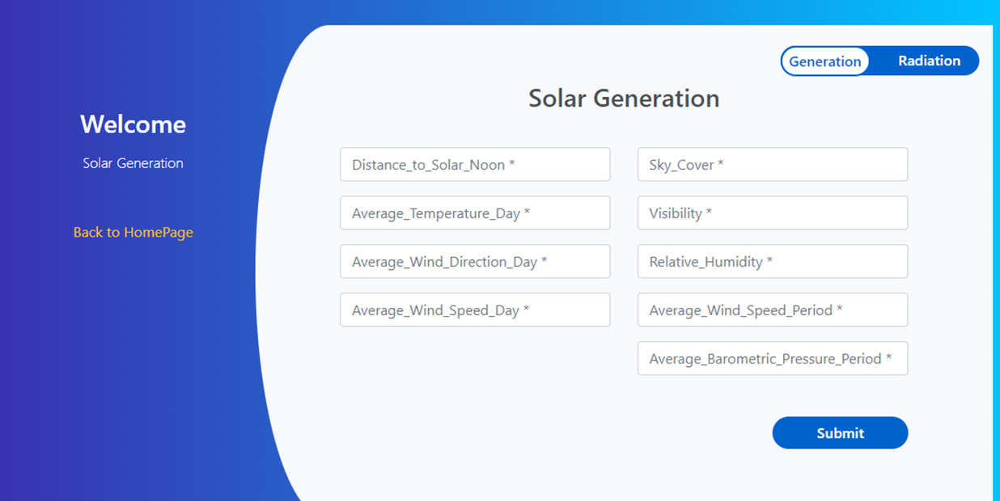 Welcome
Solar Generation
Back to HomePage
Generation
Radiation
Solar Generation
Distance_to_Solar_Noon *
Average_Temperature_Day *
Average_Wind_Direction_Day *
Average_Wind_Speed_Day *
Sky_Cover *
Visibility *
Relative_Humidity *
Average_Wind_Speed_Period *
Average_Barometric_Pressure_Period *
Submit